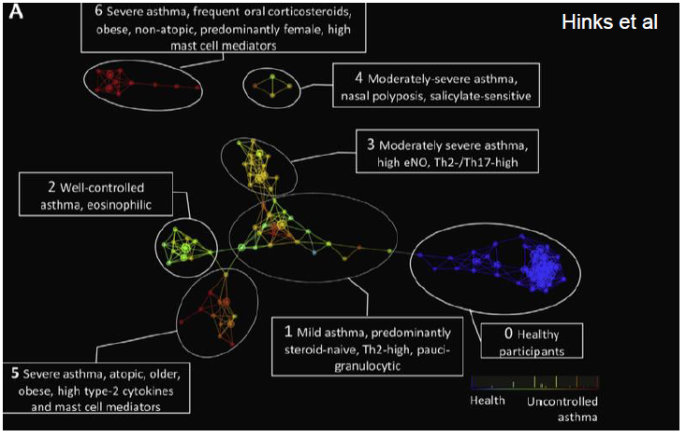 A
Hinks et al
6 Severe asthma, frequent oral corticosteroids,
obese, non-atopic, predominantly female, high
mast cell mediators
4 Moderately-severe asthma,
nasal polyposis, salicylate-sensitive
3 Moderately severe asthma,
high eNO, Th2-/Th17-high
2 Well-controlled
asthma, eosinophilic
1 Mild asthma, predominantly
steroid-naive, Th2-high, pauci-
granulocytic
0 Healthy
participants
5 Severe asthma, atopic, older,
obese, high type-2 cytokines
and mast cell mediators
Health
Uncontrolled
asthma